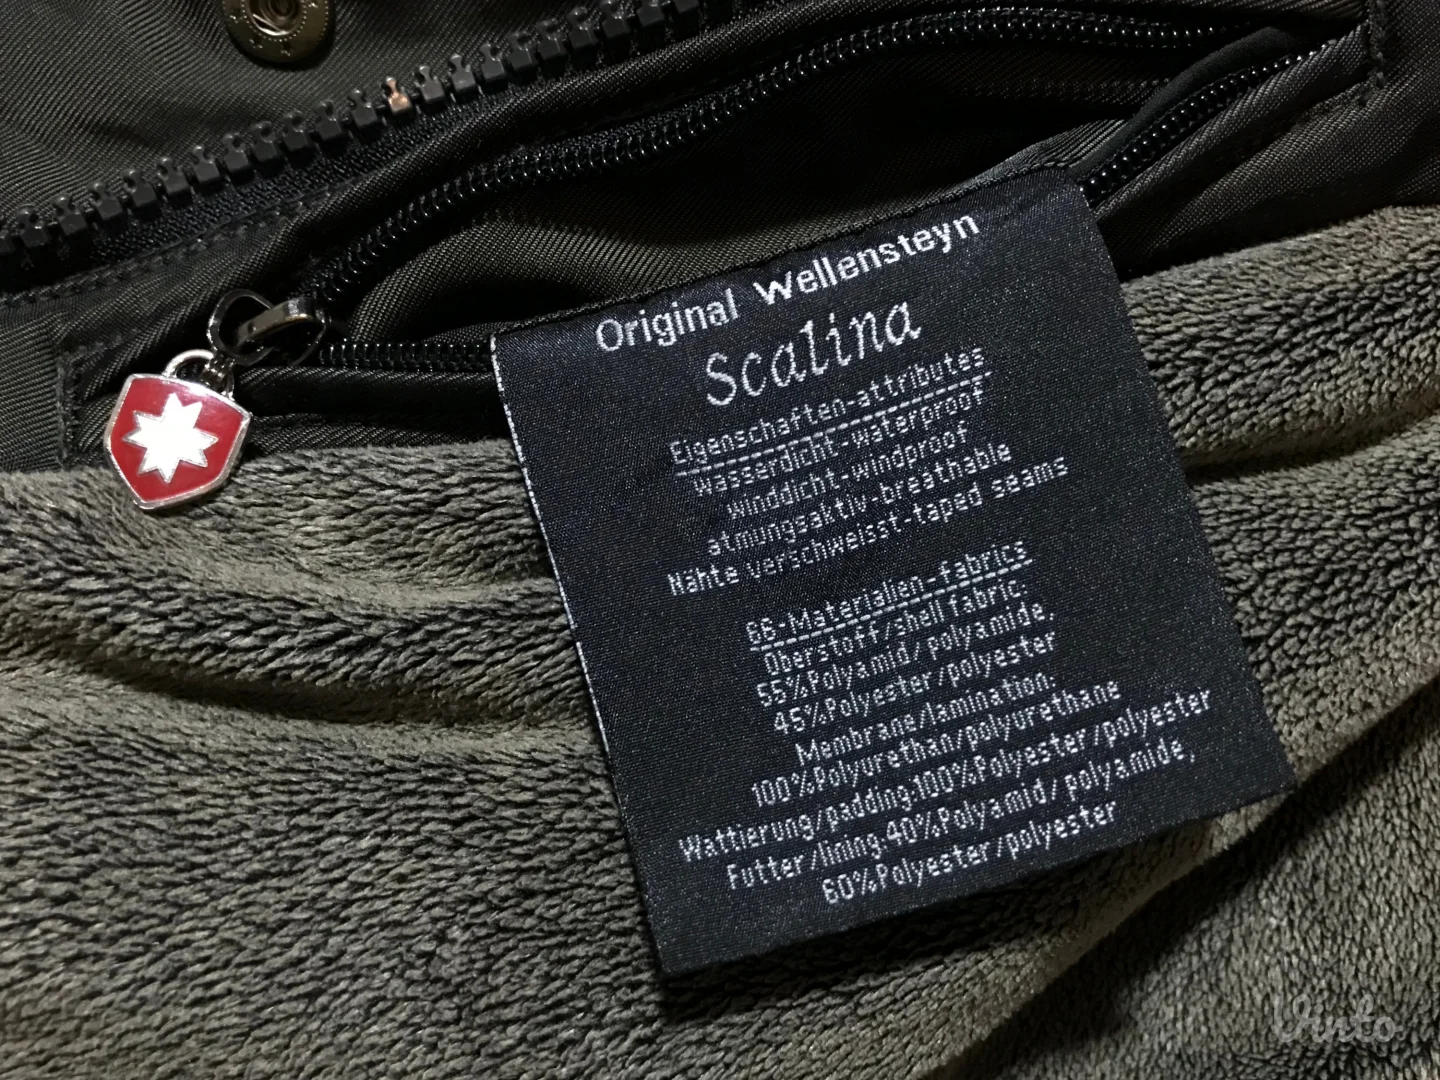 Original Wellensteyn
Scalina
Eigenschaften-attributes
Wasserdicht-waterproof
winddicht-windproof
atmungsaktiv-breathable
Nähte verschweisst-taped seams
66-Materialien-fabrics
Oberstoff/shell fabric:
55%Polyamid/polyamide,
45%Polyester/polyester
Membrane/lamination.
100%Polyurethan/polyurethane
Wattierung/padding:100%Polyester/polyester
Futter/lining:40%Polyamid/polyamide,
60%Polyester/polyester
Vinto